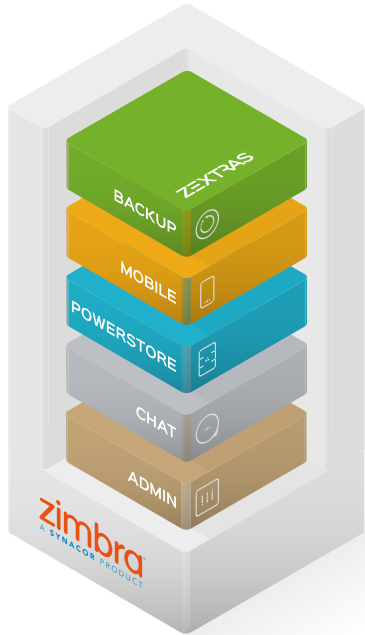 ZEXTRAS
BACKUP
MOBILE
POWERSTORE
CHAT
ADMIN
zimbra®
A SYNACOR PRODUCT